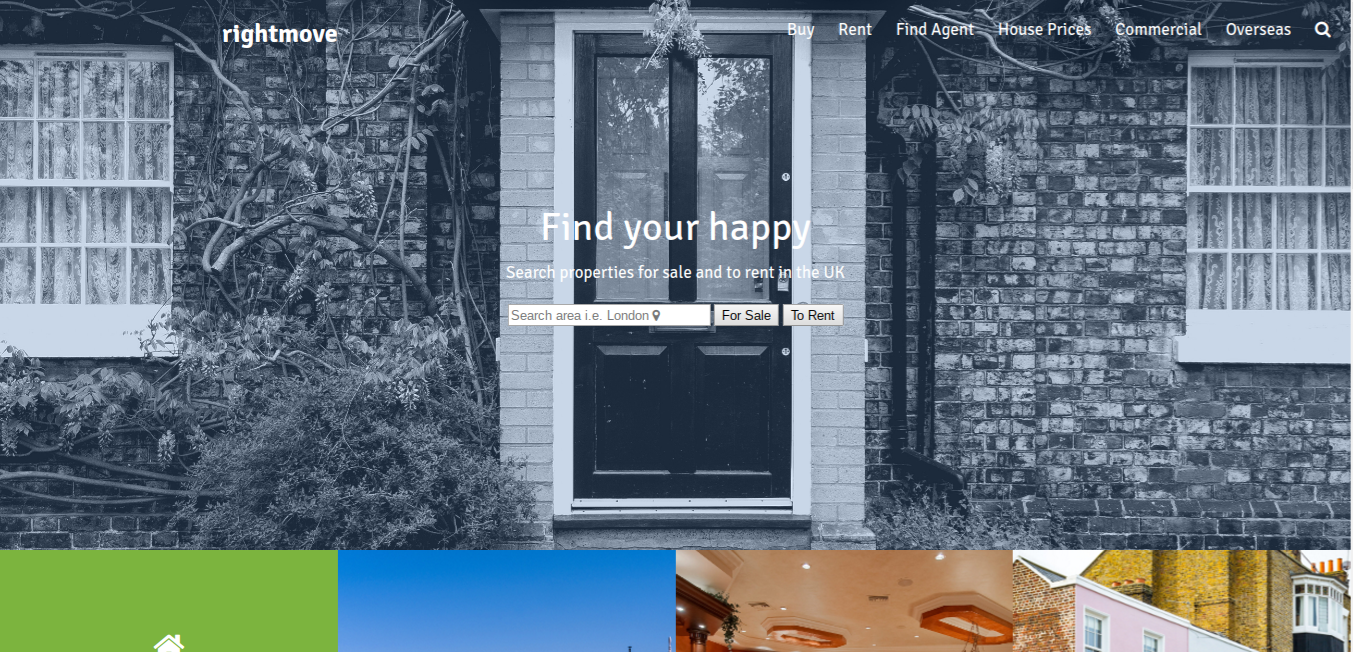 rightmove
Buy Rent Find Agent House Prices Commercial Overseas
Find your happy
Search properties for sale and to rent in the UK
Search area i.e. London For Sale To Rent